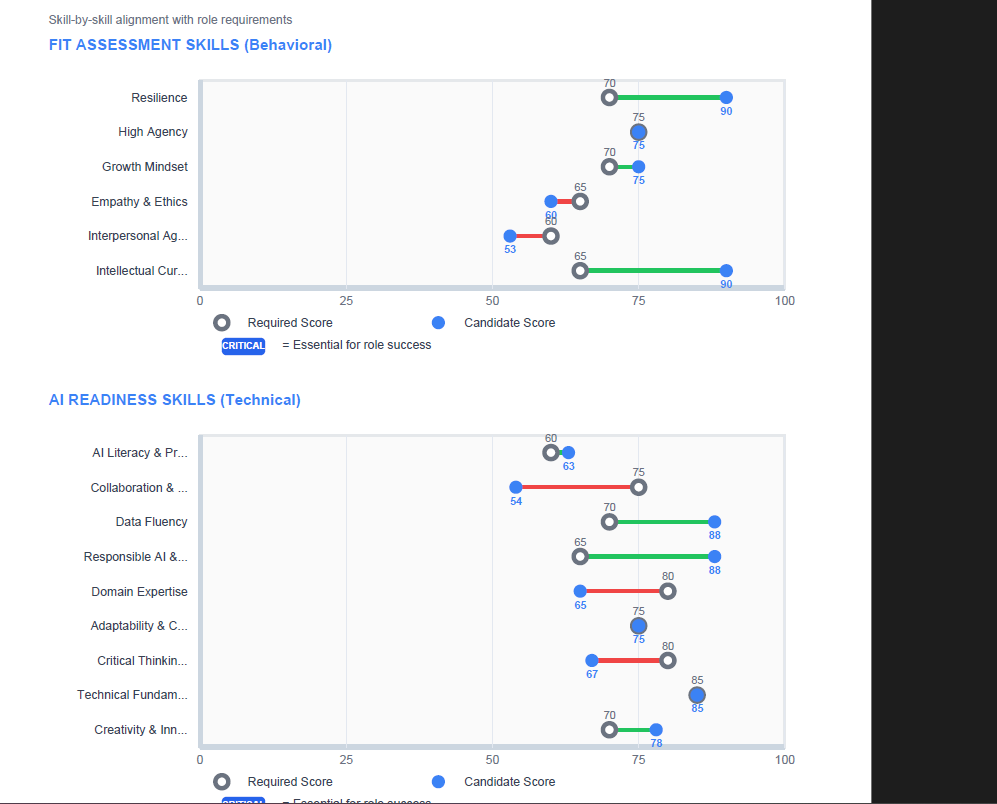 Skill-by-skill alignment with role requirements
FIT ASSESSMENT SKILLS (Behavioral)
70
Resilience
90
75
High Agency
75
70
Growth Mindset
75
65
Empathy & Ethics
60
60
Interpersonal Ag...
53
65
Intellectual Cur...
90
0 25 50 75 100
Required Score Candidate Score
CRITICAL = Essential for role success
AI READINESS SKILLS (Technical)
60
AI Literacy & Pr...
63
75
Collaboration & ...
54
70
Data Fluency
88
65
Responsible AI &...
88
80
Domain Expertise
65
75
Adaptability & C...
75
80
Critical Thinkin...
67
85
Technical Fundam...
85
70
Creativity & Inn...
78
0 25 50 75 100
Required Score Candidate Score
CRITICAL = Essential for role success